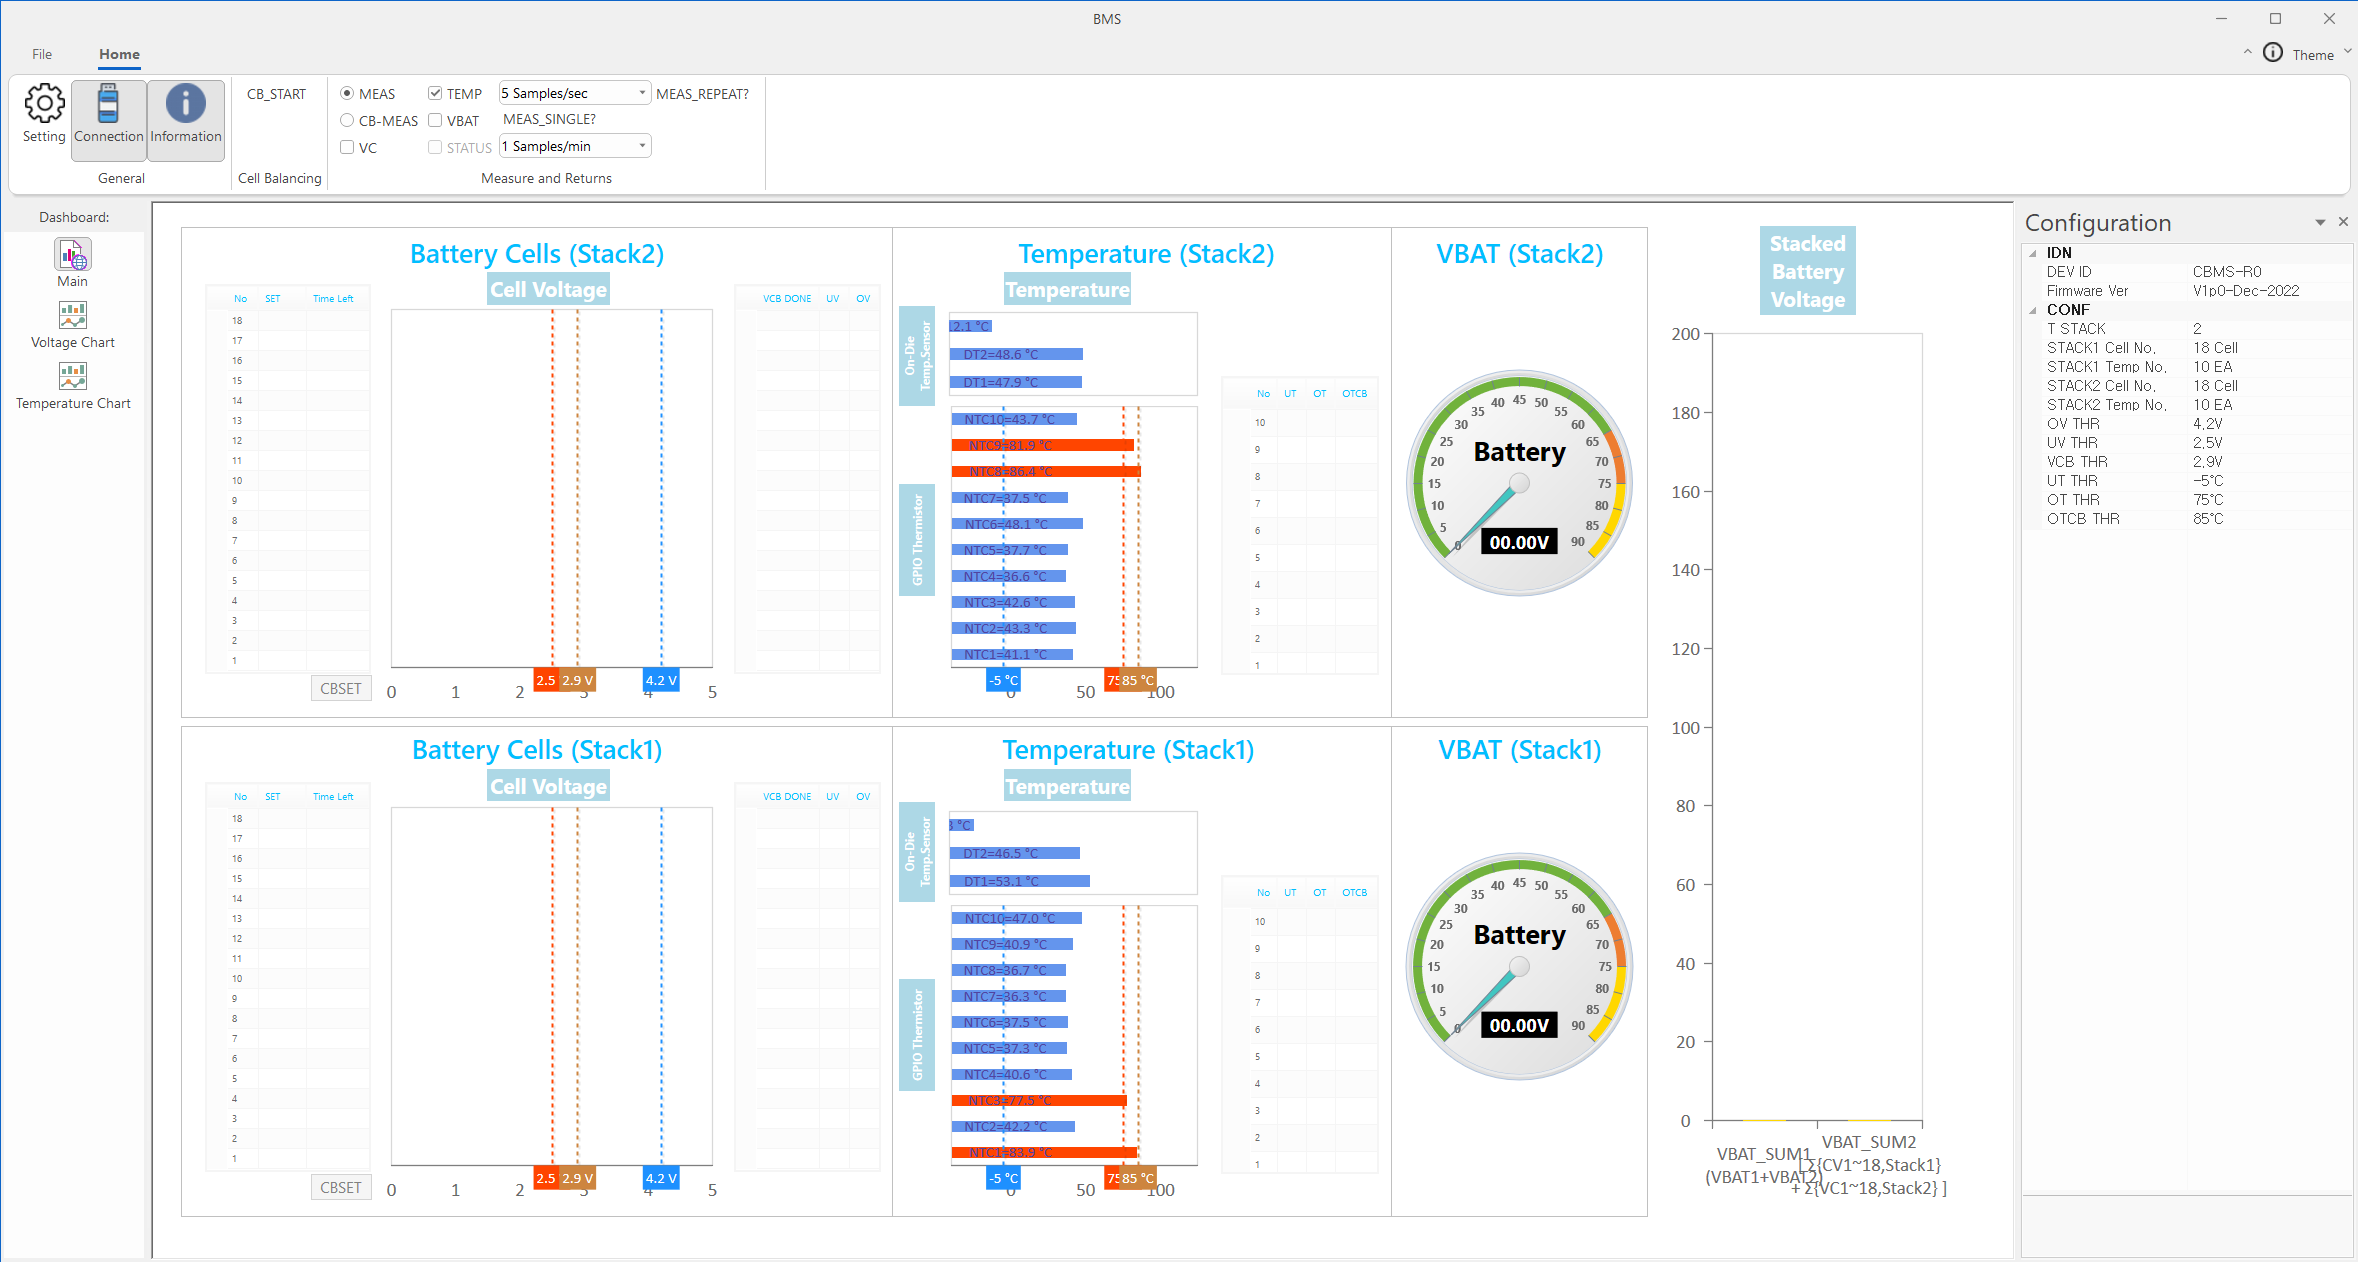 BMS
File
Home
Theme
Setting
Connection
Information
General
CB_START
Cell Balancing
MEAS
TEMP
5 Samples/sec
MEAS_REPEAT?
CB-MEAS
VBAT
MEAS_SINGLE?
VC
STATUS
1 Samples/min
Measure and Returns
Dashboard:
Main
Voltage Chart
Temperature Chart
Battery Cells (Stack2)
Cell Voltage
No SET Time Left
18
17
16
15
14
13
12
11
10
9
8
7
6
5
4
3
2
1
CBSET
2.5
2.9 V
4.2 V
0 1 2 3 4 5
VCB DONE UV OV
Temperature (Stack2)
Temperature
On-Die
Temp.Sensor
2.1 °C
DT2=48.6 °C
DT1=47.9 °C
GPIO Thermistor
NTC10=43.7 °C
NTC9=81.9 °C
NTC8=86.4 °C
NTC7=37.5 °C
NTC6=48.1 °C
NTC5=37.7 °C
NTC4=36.6 °C
NTC3=42.6 °C
NTC2=43.3 °C
NTC1=41.1 °C
-5 °C
75
85 °C
0 50 100
No UT OT OTCB
10
9
8
7
6
5
4
3
2
1
VBAT (Stack2)
0 5 10 15 20 25 30 35 40 45 50 55 60 65 70 75 80 85 90
Battery
00.00V
Battery Cells (Stack1)
Cell Voltage
No SET Time Left
18
17
16
15
14
13
12
11
10
9
8
7
6
5
4
3
2
1
CBSET
2.5
2.9 V
4.2 V
0 1 2 3 4 5
VCB DONE UV OV
Temperature (Stack1)
Temperature
On-Die
Temp.Sensor
°C
DT2=46.5 °C
DT1=53.1 °C
GPIO Thermistor
NTC10=47.0 °C
NTC9=40.9 °C
NTC8=36.7 °C
NTC7=36.3 °C
NTC6=37.5 °C
NTC5=37.3 °C
NTC4=40.6 °C
NTC3=77.5 °C
NTC2=42.2 °C
NTC1=83.9 °C
-5 °C
75
85 °C
0 50 100
No UT OT OTCB
10
9
8
7
6
5
4
3
2
1
VBAT (Stack1)
0 5 10 15 20 25 30 35 40 45 50 55 60 65 70 75 80 85 90
Battery
00.00V
Stacked
Battery
Voltage
200
180
160
140
120
100
80
60
40
20
0
VBAT_SUM1
(VBAT1+VBAT2)
VBAT_SUM2
[ Σ{CV1~18,Stack1}
+ Σ{VC1~18,Stack2} ]
Configuration
IDN
DEV ID CBMS-R0
Firmware Ver V1p0-Dec-2022
CONF
T STACK 2
STACK1 Cell No. 18 Cell
STACK1 Temp No. 10 EA
STACK2 Cell No. 18 Cell
STACK2 Temp No. 10 EA
OV THR 4.2V
UV THR 2.5V
VCB THR 2.9V
UT THR -5°C
OT THR 75°C
OTCB THR 85°C